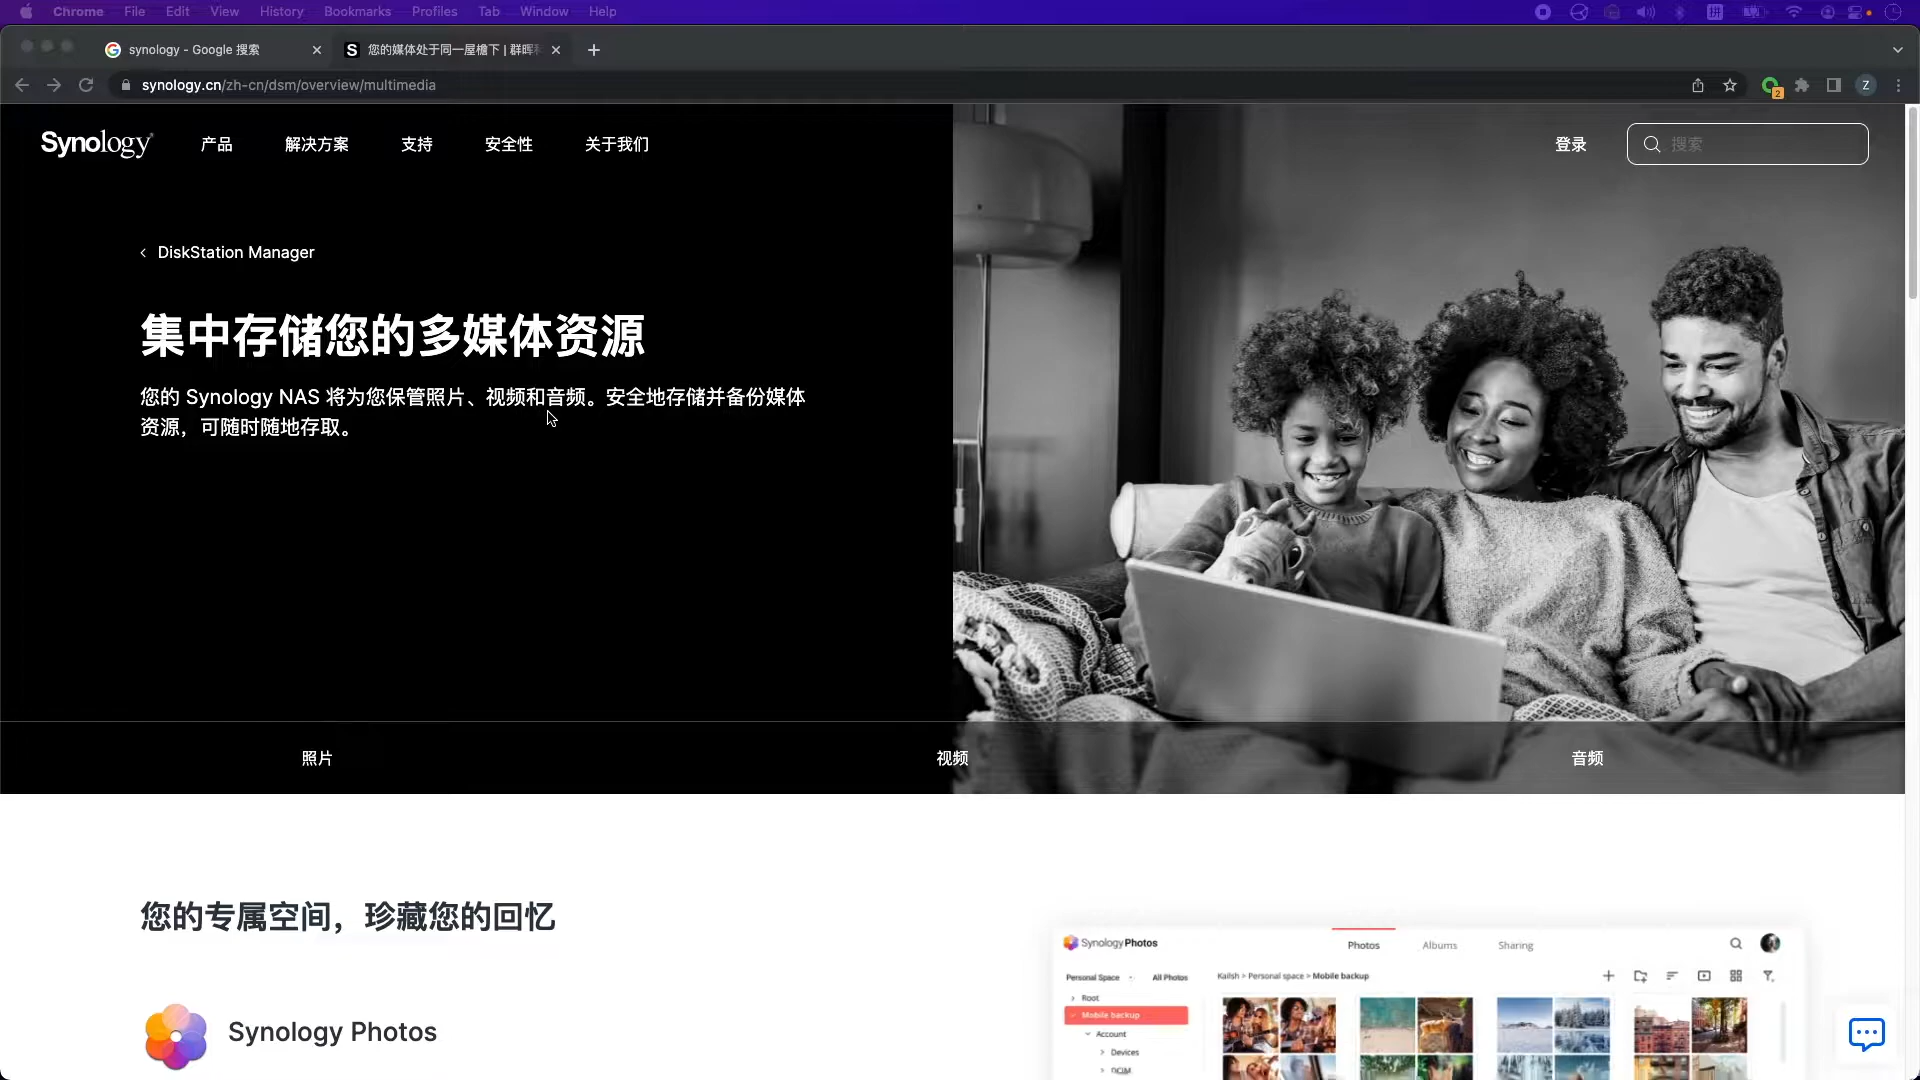 Chrome File Edit View History Bookmarks Profiles Tab Window Help
synology - Google 搜索
您的媒体处于同一屋檐下 | 群晖
synology.cn/zh-cn/dsm/overview/multimedia
2
Z
Synology 产品 解决方案 支持 安全性 关于我们 登录 搜索
DiskStation Manager
集中存储您的多媒体资源
您的 Synology NAS 将为您保管照片、视频和音频。安全地存储并备份媒体
资源，可随时随地存取。
照片 视频 音频
您的专属空间，珍藏您的回忆
Synology Photos
Synology Photos
Photos Albums Sharing
Personal Space All Photos
Kailsh > Personal space > Mobile backup
Root
Mobile backup
Account
Devices
DCIM